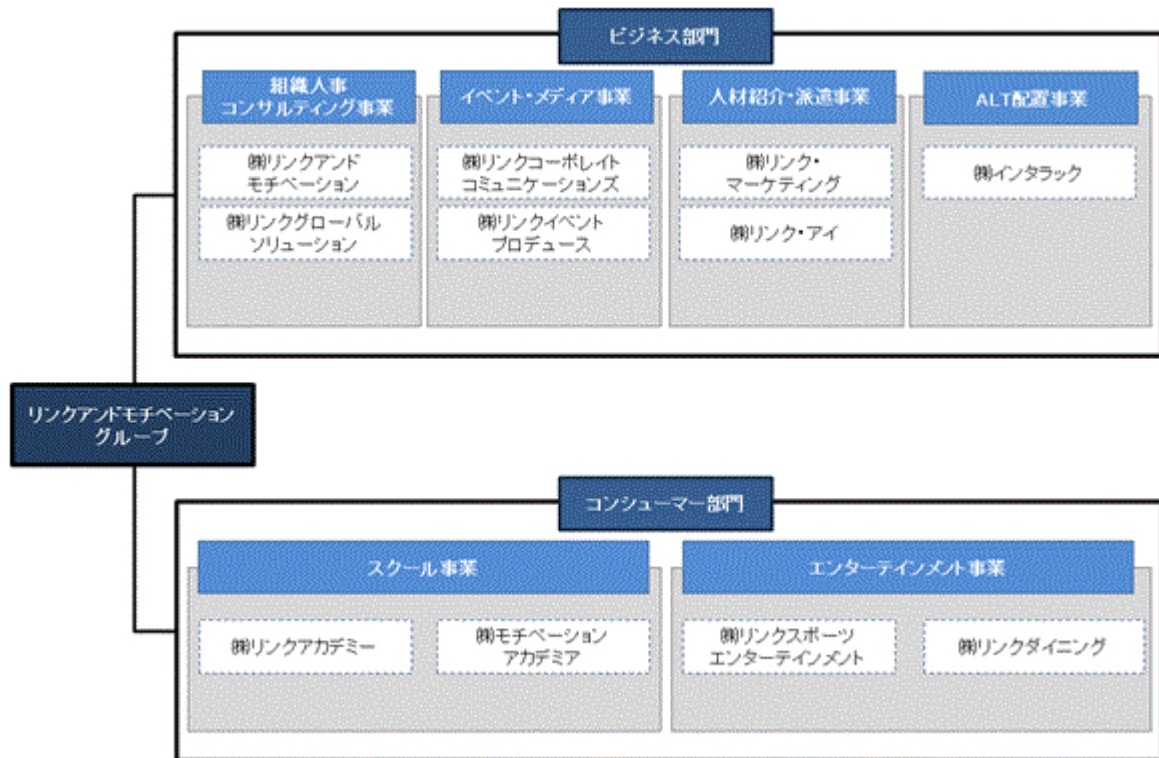 ビジネス部門
組織人事
コンサルティング事業
イベント・メディア事業
人材紹介・派遣事業
ALT配置事業
㈱リンクアンド
モチベーション
㈱リンクコーポレイト
コミュニケーションズ
㈱リンク・
マーケティング
㈱インタラック
㈱リンクグローバル
ソリューション
㈱リンクイベント
プロデュース
㈱リンク・アイ
リンクアンドモチベーション
グループ
コンシューマー部門
スクール事業
エンターテインメント事業
㈱リンクアカデミー
㈱モチベーション
アカデミア
㈱リンクスポーツ
エンターテインメント
㈱リンクダイニング